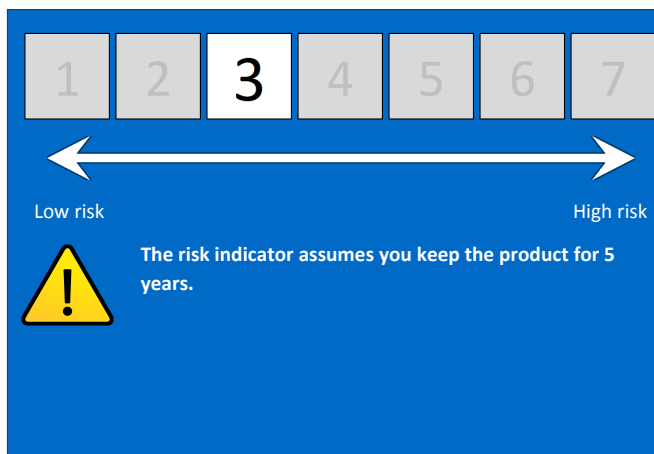 1 2 3 4 5 6 7
Low risk High risk
The risk indicator assumes you keep the product for 5
years.